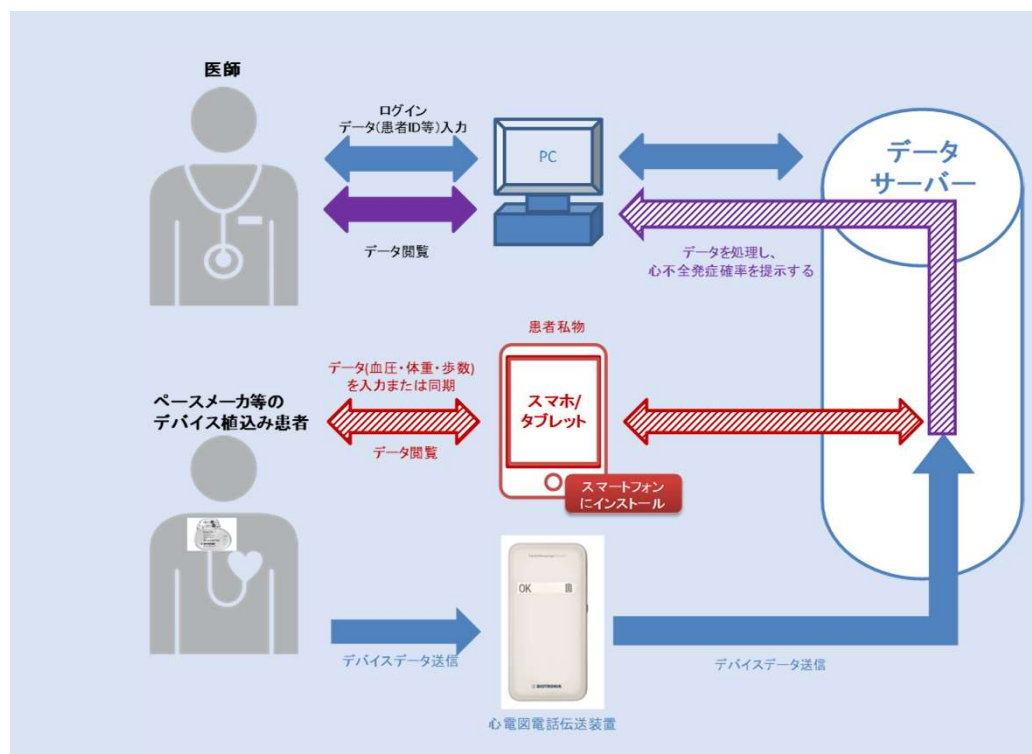 医師
ログイン
データ(患者ID等)入力
PC
データ
サーバー
データ閲覧
データを処理し、
心不全発症確率を提示する
患者私物
データ(血圧・体重・歩数)
を入力または同期
スマホ/
タブレット
ペースメーカ等の
デバイス植込み患者
データ閲覧
スマートフォン
にインストール
OK
BIOTRONIK
デバイスデータ送信
デバイスデータ送信
心電図電話伝送装置